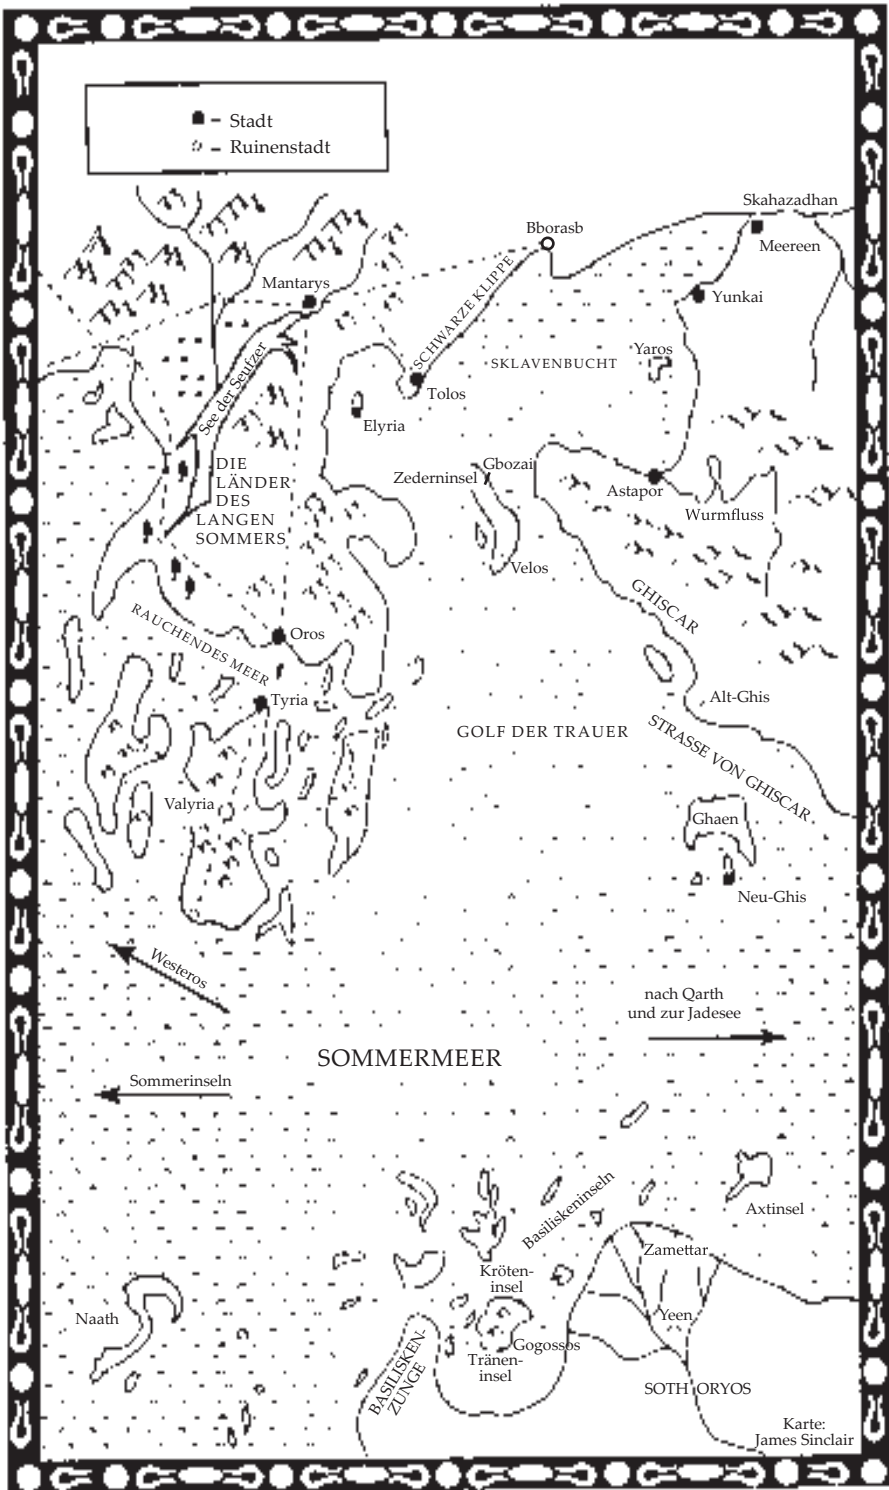 – Stadt
– Ruinenstadt
Skahazadhan
Bborasb
Meereen
Mantarys
Yunkai
SCHWARZE KLIPPE
SKLAVENBUCHT
Yaros
See der Seufzer
Tolos
Elyria
DIE
LÄNDER
DES
LANGEN
SOMMERS
Gbozai
Zederninsel
Astapor
Wurmfluss
Velos
GHISCAR
RAUCHENDES MEER
Oros
Tyria
Alt-Ghis
GOLF DER TRAUER
STRASSE VON GHISCAR
Valyria
Ghaen
Neu-Ghis
Westeros
nach Qarth
und zur Jadesee
SOMMERMEER
Sommerinseln
Basiliskeninseln
Axtinsel
Zamettar
Kröten-
insel
Naath
Yeen
Gogossos
Tränen-
insel
BASILISKEN-
ZUNGE
SOTHORYOS
Karte:
James Sinclair